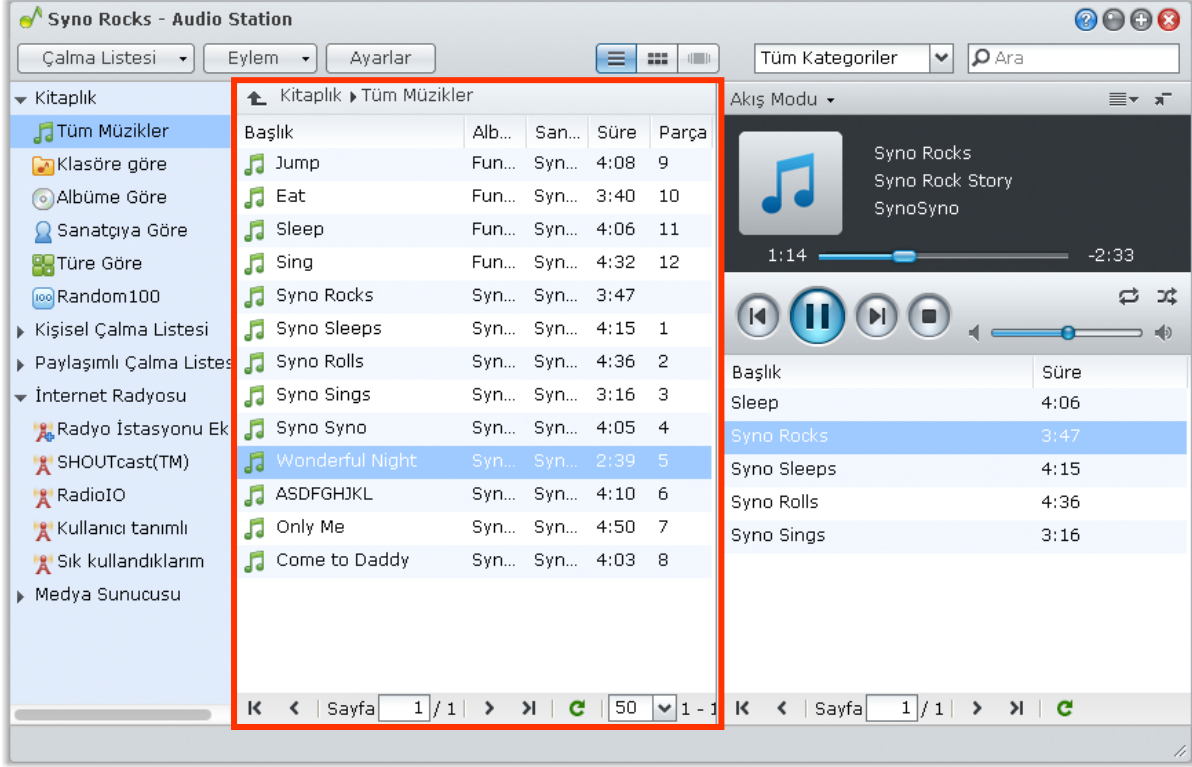 Syno Rocks - Audio Station
Çalma Listesi Eylem Ayarlar Tüm Kategoriler Ara
Kitaplık
Tüm Müzikler
Klasöre göre
Albüme Göre
Sanatçıya Göre
Türe Göre
Random100
Kişisel Çalma Listesi
Paylaşımlı Çalma Listes
İnternet Radyosu
Radyo İstasyonu Ek
SHOUTcast(TM)
RadioIO
Kullanıcı tanımlı
Sık kullandıklarım
Medya Sunucusu
Kitaplık Tüm Müzikler
Başlık Alb... San... Süre Parça
Jump Fun... Syn... 4:08 9
Eat Fun... Syn... 3:40 10
Sleep Fun... Syn... 4:06 11
Sing Fun... Syn... 4:32 12
Syno Rocks Syn... Syn... 3:47
Syno Sleeps Syn... Syn... 4:15 1
Syno Rolls Syn... Syn... 4:36 2
Syno Sings Syn... Syn... 3:16 3
Syno Syno Syn... Syn... 4:05 4
Wonderful Night Syn... Syn... 2:39 5
ASDFGHJKL Syn... Syn... 4:10 6
Only Me Syn... Syn... 4:50 7
Come to Daddy Syn... Syn... 4:03 8
Sayfa 1 / 1 50 1 - 1
Akış Modu
Syno Rocks
Syno Rock Story
SynoSyno
1:14 -2:33
Başlık Süre
Sleep 4:06
Syno Rocks 3:47
Syno Sleeps 4:15
Syno Rolls 4:36
Syno Sings 3:16
Sayfa 1 / 1